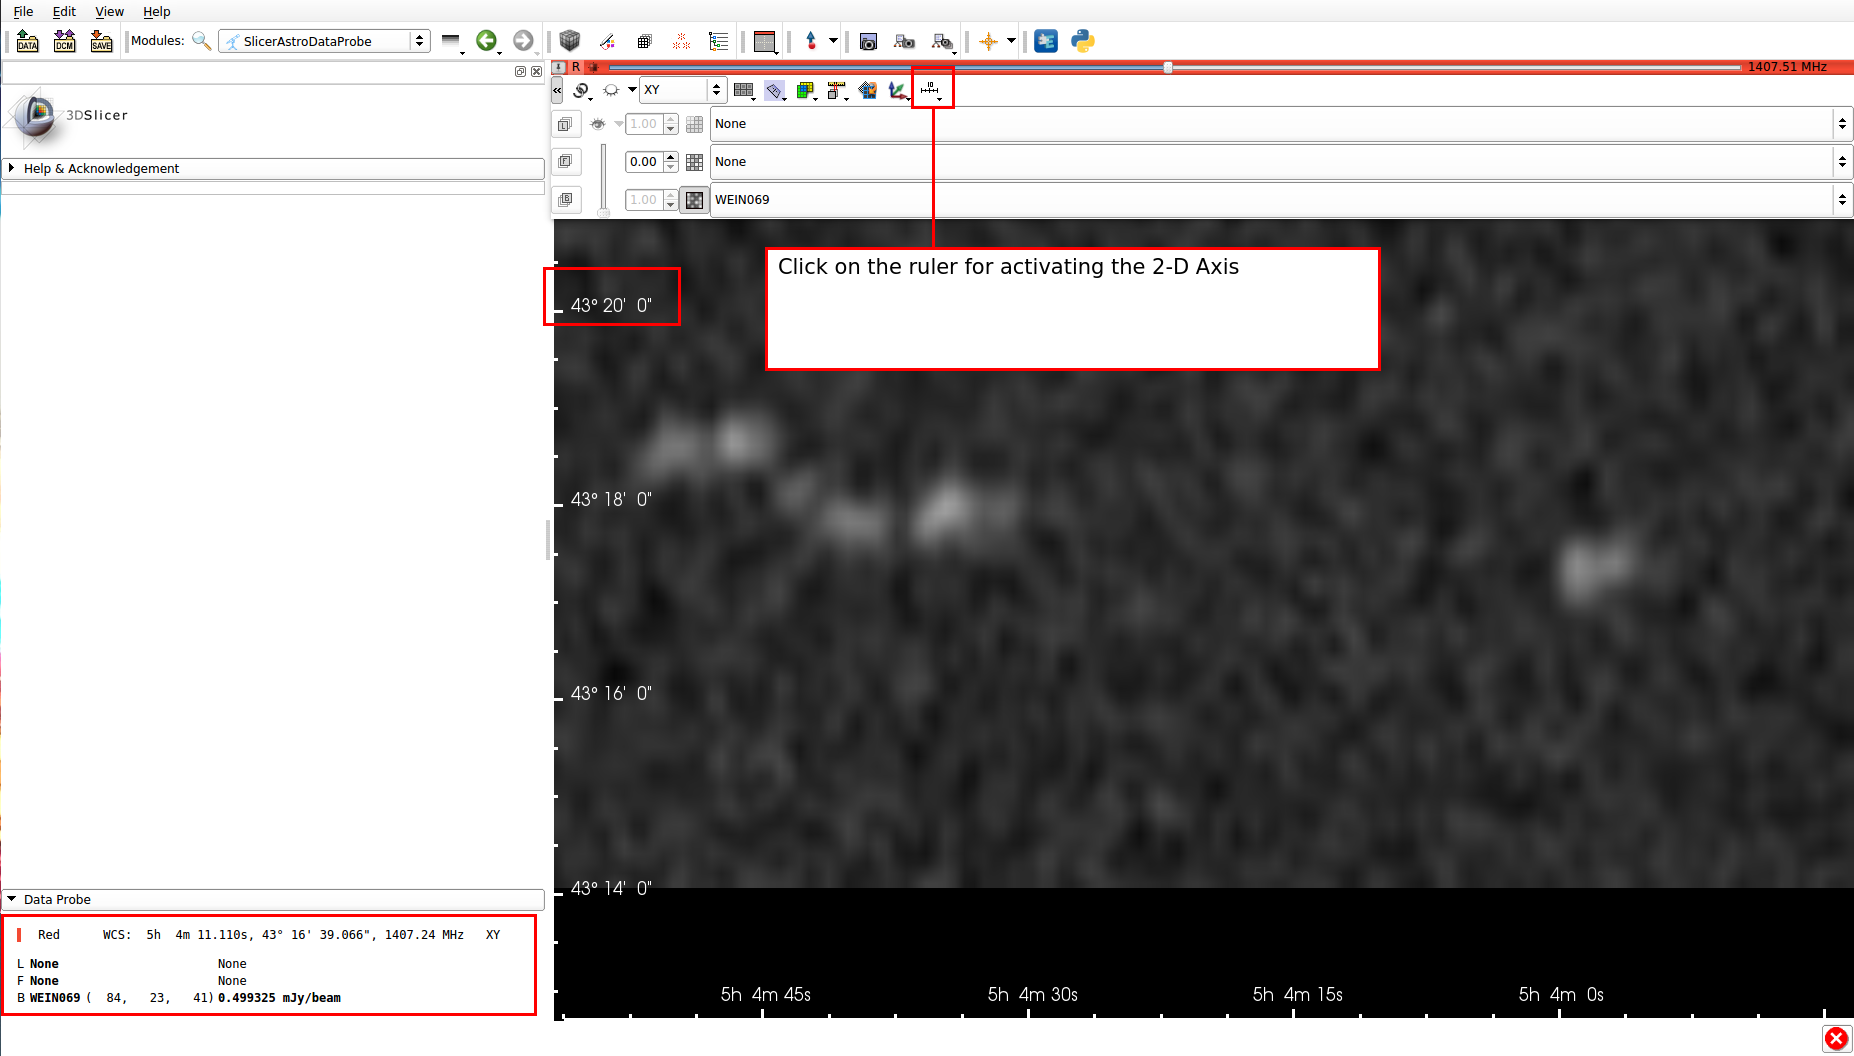 File Edit View Help
DATA DCM SAVE Modules: SlicerAstroDataProbe
R 1407.51 MHz
3DSlicer
XY 10
L 1.00 None
Help & Acknowledgement
F 0.00 None
B 1.00 WEIN069
Click on the ruler for activating the 2-D Axis
43° 20' 0"
43° 18' 0"
43° 16' 0"
43° 14' 0"
5h 4m 45s 5h 4m 30s 5h 4m 15s 5h 4m 0s
Data Probe
Red WCS: 5h 4m 11.110s, 43° 16' 39.066", 1407.24 MHz XY
L None None
F None None
B WEIN069 ( 84, 23, 41) 0.499325 mJy/beam